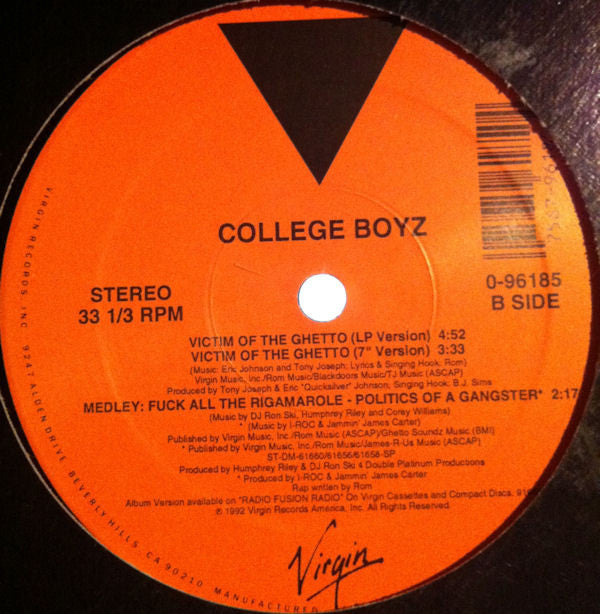 COLLEGE BOYZ
STEREO
33 1/3 RPM
0-96185
B SIDE
VICTIM OF THE GHETTO (LP Version) 4:52
VICTIM OF THE GHETTO (7" Version) 3:33
(Music: Eric Johnson and Tony Joseph; Lyrics & Singing Hook: Rom)
Virgin Music, Inc./Rom Music/Blackdoors Music/TJ Music (ASCAP)
Produced by Tony Joseph & Eric "Quicksilver" Johnson, Singing Hook: B.J. Sims
MEDLEY: FUCK ALL THE RIGAMAROLE - POLITICS OF A GANGSTER* 2:17
(Music by DJ Ron Ski, Humphrey Riley and Corey Williams)
* (Music by I-ROC & Jammin' James Carter)
Published by Virgin Music, Inc./Rom Music (ASCAP)/Ghetto Soundz Music (BMI)
* Published by Virgin Music, Inc./Rom Music/James-R-Us Music (ASCAP)
ST-DM-61660/61656/61658-SP
Produced by Humphrey Riley & DJ Ron Ski 4 Double Platinum Productions
* Produced by I-ROC & Jammin' James Carter
Rap written by Rom
Album Version available on "RADIO FUSION RADIO" On Virgin Cassettes and Compact Discs.
℗ 1992 Virgin Records America, Inc. All Rights Reserved.
Virgin
VIRGIN RECORDS, INC. 9247 ALDEN DRIVE, BEVERLY HILLS, CA 90210 MANUFACTURED